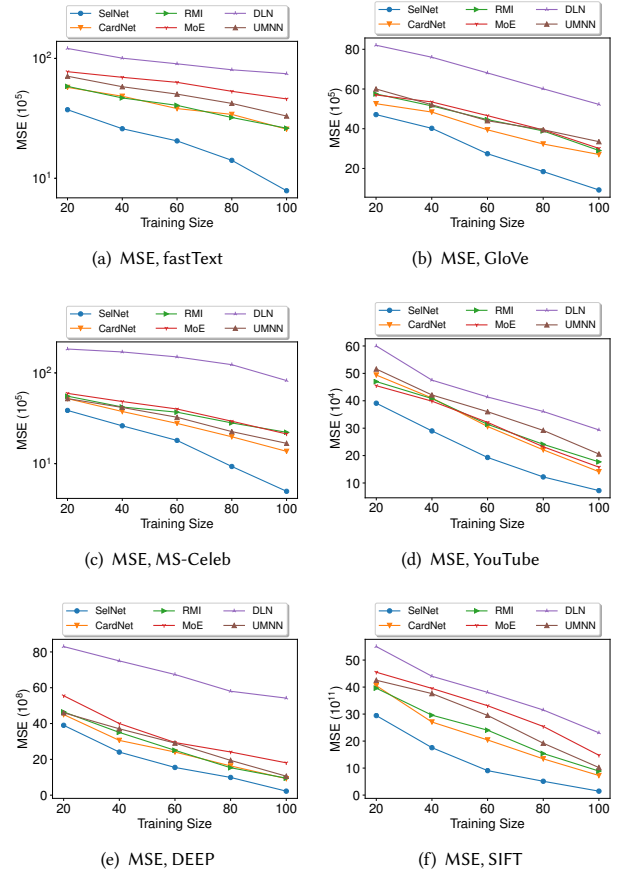 SelNet RMI DLN
CardNet MoE UMNN
MSE (10^5)
10^2
10^1
20 40 60 80 100
Training Size
(a) MSE, fastText
SelNet RMI DLN
CardNet MoE UMNN
MSE (10^5)
80
60
40
20
20 40 60 80 100
Training Size
(b) MSE, GloVe
SelNet RMI DLN
CardNet MoE UMNN
MSE (10^5)
10^2
10^1
20 40 60 80 100
Training Size
(c) MSE, MS-Celeb
SelNet RMI DLN
CardNet MoE UMNN
MSE (10^4)
60
50
40
30
20
10
20 40 60 80 100
Training Size
(d) MSE, YouTube
SelNet RMI DLN
CardNet MoE UMNN
MSE (10^8)
80
60
40
20
0
20 40 60 80 100
Training Size
(e) MSE, DEEP
SelNet RMI DLN
CardNet MoE UMNN
MSE (10^11)
50
40
30
20
10
0
20 40 60 80 100
Training Size
(f) MSE, SIFT